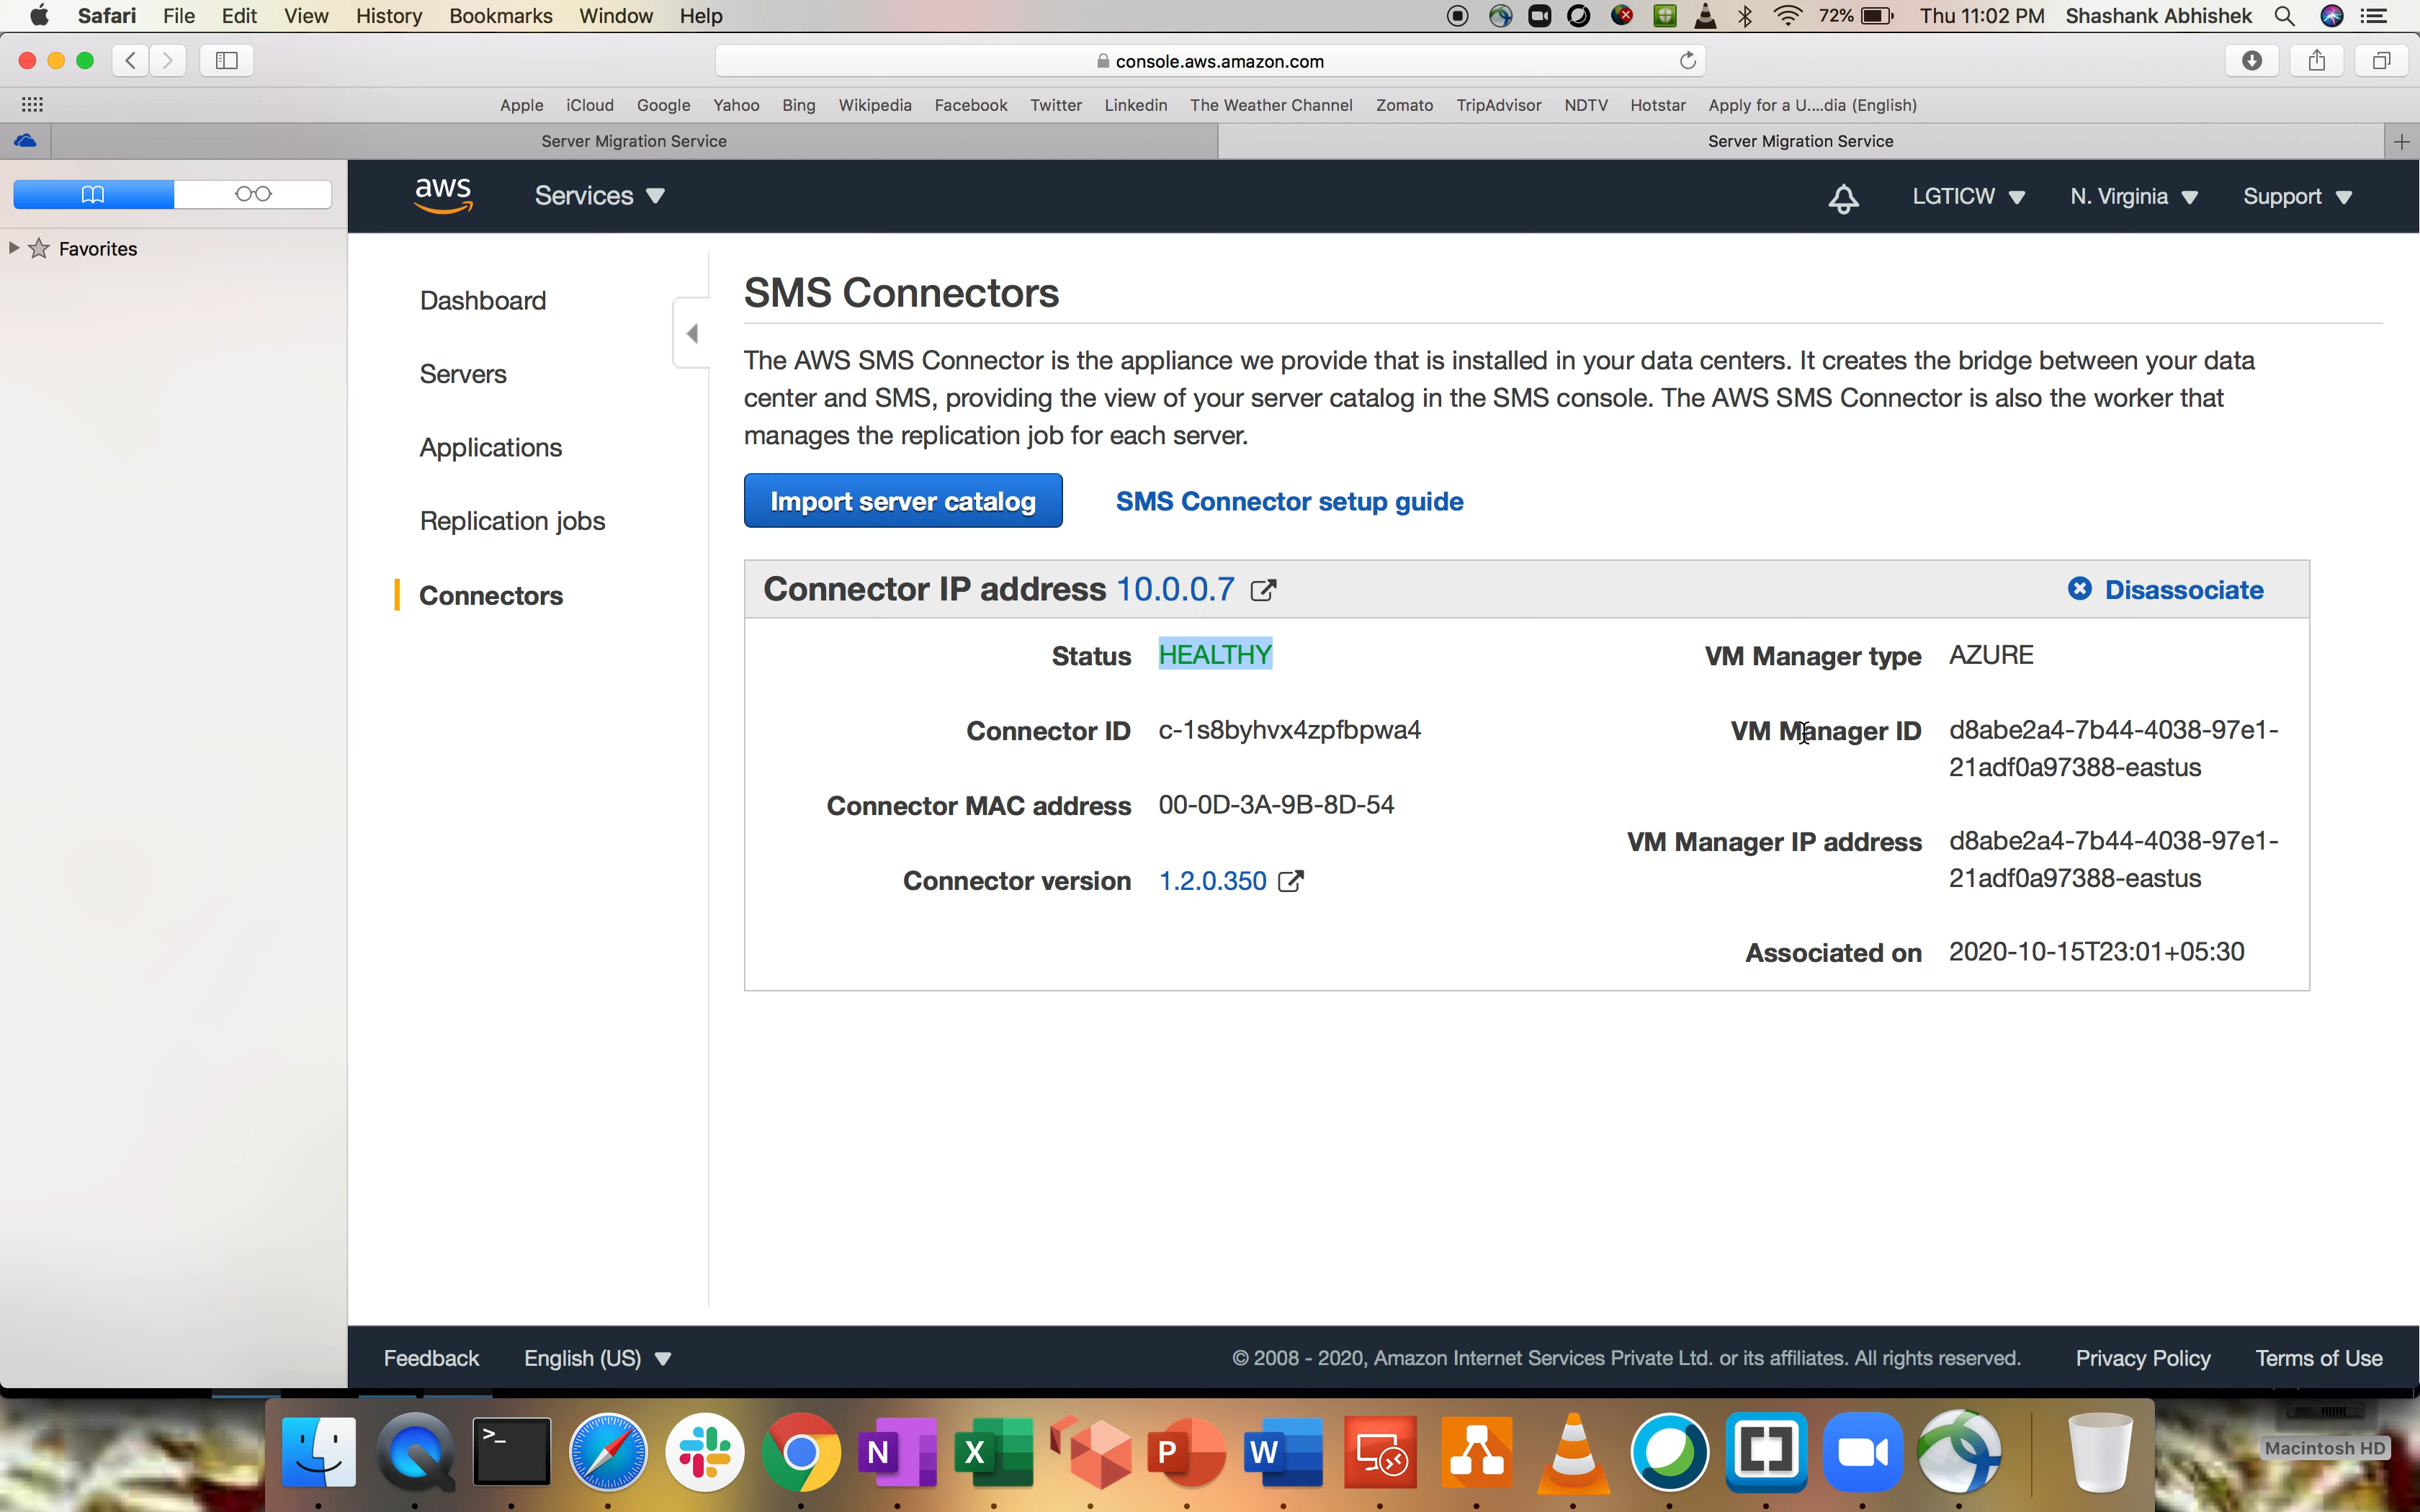 Safari File Edit View History Bookmarks Window Help 72% Thu 11:02 PM Shashank Abhishek
console.aws.amazon.com
Apple iCloud Google Yahoo Bing Wikipedia Facebook Twitter Linkedin The Weather Channel Zomato TripAdvisor NDTV Hotstar Apply for a U....dia (English)
Server Migration Service Server Migration Service
aws Services LGTICW N. Virginia Support
Favorites
Dashboard
Servers
Applications
Replication jobs
Connectors
SMS Connectors
The AWS SMS Connector is the appliance we provide that is installed in your data centers. It creates the bridge between your data
center and SMS, providing the view of your server catalog in the SMS console. The AWS SMS Connector is also the worker that
manages the replication job for each server.
Import server catalog SMS Connector setup guide
Connector IP address 10.0.0.7 Disassociate
Status HEALTHY
Connector ID c-1s8byhvx4zpfbpwa4
Connector MAC address 00-0D-3A-9B-8D-54
Connector version 1.2.0.350
VM Manager type AZURE
VM Manager ID d8abe2a4-7b44-4038-97e1-
21adf0a97388-eastus
VM Manager IP address d8abe2a4-7b44-4038-97e1-
21adf0a97388-eastus
Associated on 2020-10-15T23:01+05:30
Feedback English (US) © 2008 - 2020, Amazon Internet Services Private Ltd. or its affiliates. All rights reserved. Privacy Policy Terms of Use
>_ N X P W
Macintosh HD